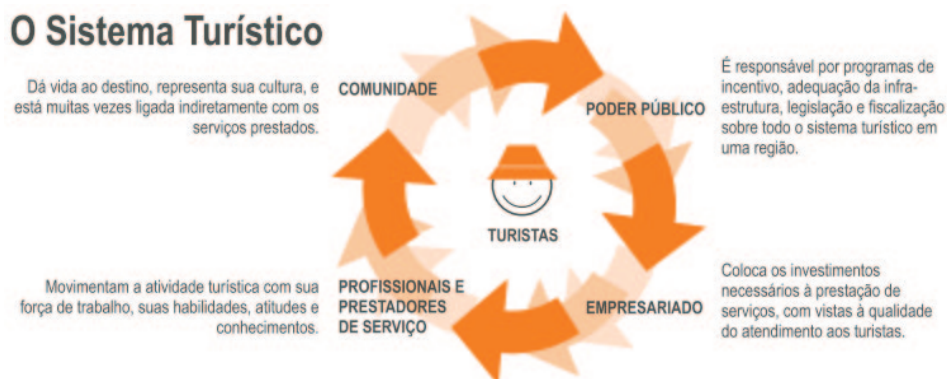 O Sistema Turístico
Dá vida ao destino, representa sua cultura, e
está muitas vezes ligada indiretamente com os
serviços prestados.
COMUNIDADE
É responsável por programas de
incentivo, adequação da infra-
estrutura, legislação e fiscalização
sobre todo o sistema turístico em
uma região.
PODER PÚBLICO
TURISTAS
Movimentam a atividade turística com sua
força de trabalho, suas habilidades, atitudes e
conhecimentos.
PROFISSIONAIS E
PRESTADORES
DE SERVIÇO
EMPRESARIADO
Coloca os investimentos
necessários à prestação de
serviços, com vistas à qualidade
do atendimento aos turistas.